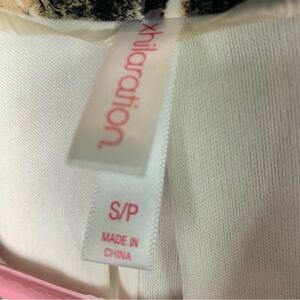 xhilaration.
S/P
MADE IN
CHINA